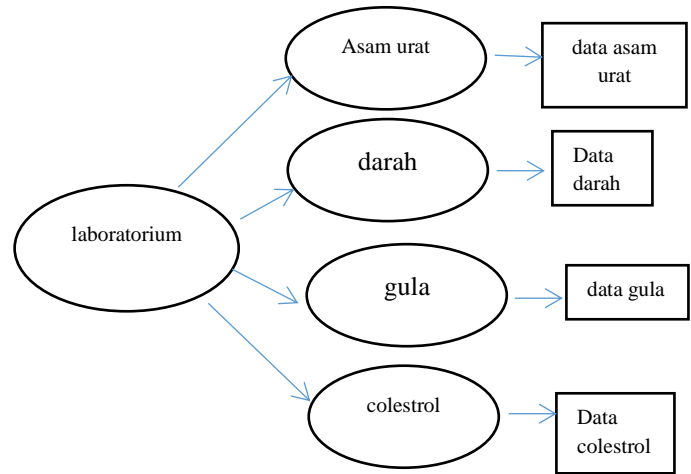 Asam urat
data asam
urat
darah
Data
darah
laboratorium
gula
data gula
colestrol
Data
colestrol